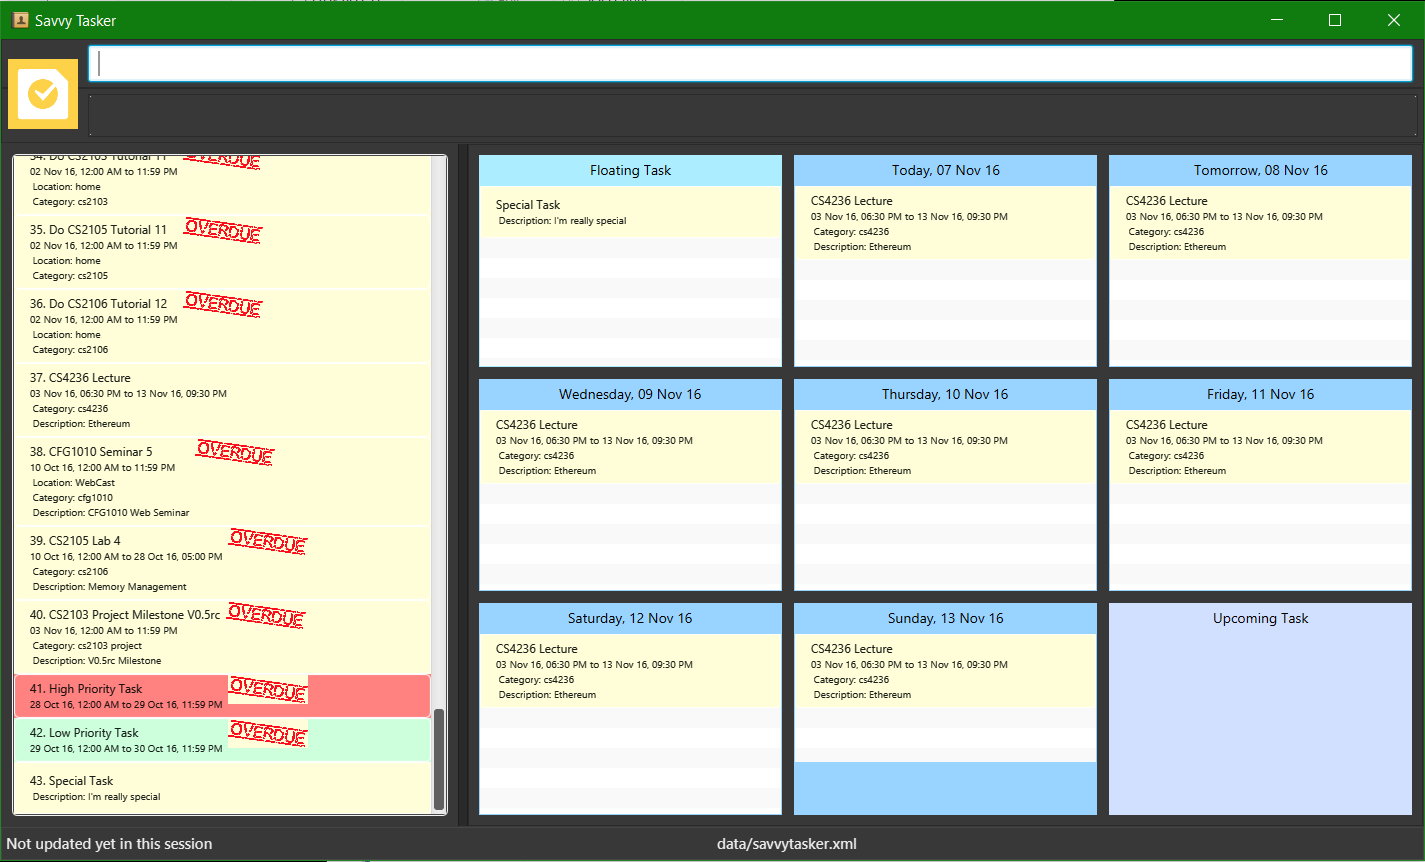 Savvy Tasker
34. Do CS2103 Tutorial 11
OVERDUE
02 Nov 16, 12:00 AM to 11:59 PM
Location: home
Category: cs2103
35. Do CS2105 Tutorial 11
OVERDUE
02 Nov 16, 12:00 AM to 11:59 PM
Location: home
Category: cs2105
36. Do CS2106 Tutorial 12
OVERDUE
02 Nov 16, 12:00 AM to 11:59 PM
Location: home
Category: cs2106
37. CS4236 Lecture
03 Nov 16, 06:30 PM to 13 Nov 16, 09:30 PM
Category: cs4236
Description: Ethereum
38. CFG1010 Seminar 5
OVERDUE
10 Oct 16, 12:00 AM to 11:59 PM
Location: WebCast
Category: cfg1010
Description: CFG1010 Web Seminar
39. CS2105 Lab 4
OVERDUE
10 Oct 16, 12:00 AM to 28 Oct 16, 05:00 PM
Category: cs2106
Description: Memory Management
40. CS2103 Project Milestone V0.5rc
OVERDUE
03 Nov 16, 12:00 AM to 11:59 PM
Category: cs2103 project
Description: V0.5rc Milestone
41. High Priority Task
OVERDUE
28 Oct 16, 12:00 AM to 29 Oct 16, 11:59 PM
42. Low Priority Task
OVERDUE
29 Oct 16, 12:00 AM to 30 Oct 16, 11:59 PM
43. Special Task
Description: I'm really special
Floating Task
Special Task
Description: I'm really special
Today, 07 Nov 16
CS4236 Lecture
03 Nov 16, 06:30 PM to 13 Nov 16, 09:30 PM
Category: cs4236
Description: Ethereum
Tomorrow, 08 Nov 16
CS4236 Lecture
03 Nov 16, 06:30 PM to 13 Nov 16, 09:30 PM
Category: cs4236
Description: Ethereum
Wednesday, 09 Nov 16
CS4236 Lecture
03 Nov 16, 06:30 PM to 13 Nov 16, 09:30 PM
Category: cs4236
Description: Ethereum
Thursday, 10 Nov 16
CS4236 Lecture
03 Nov 16, 06:30 PM to 13 Nov 16, 09:30 PM
Category: cs4236
Description: Ethereum
Friday, 11 Nov 16
CS4236 Lecture
03 Nov 16, 06:30 PM to 13 Nov 16, 09:30 PM
Category: cs4236
Description: Ethereum
Saturday, 12 Nov 16
CS4236 Lecture
03 Nov 16, 06:30 PM to 13 Nov 16, 09:30 PM
Category: cs4236
Description: Ethereum
Sunday, 13 Nov 16
CS4236 Lecture
03 Nov 16, 06:30 PM to 13 Nov 16, 09:30 PM
Category: cs4236
Description: Ethereum
Upcoming Task
Not updated yet in this session
data/savvytasker.xml